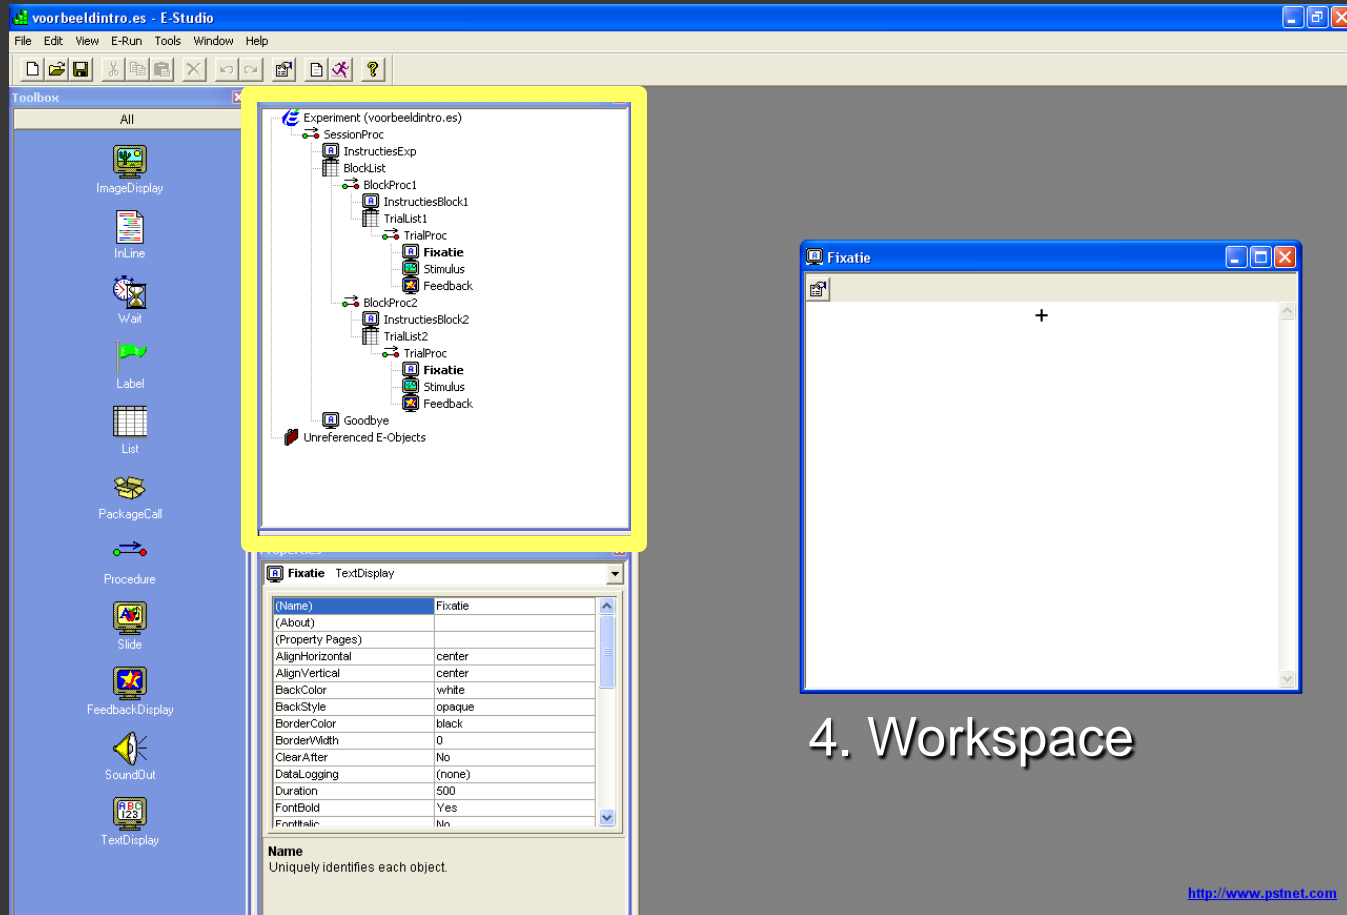 voorbeeldintro.es - E-Studio
File Edit View E-Run Tools Window Help
Toolbox
All
ImageDisplay
InLine
Wait
Label
List
PackageCall
Procedure
Slide
FeedbackDisplay
SoundOut
TextDisplay
Experiment (voorbeeldintro.es)
SessionProc
InstructiesExp
BlockList
BlockProc1
InstructiesBlock1
TrialList1
TrialProc
Fixatie
Stimulus
Feedback
BlockProc2
InstructiesBlock2
TrialList2
TrialProc
Fixatie
Stimulus
Feedback
Goodbye
Unreferenced E-Objects
Properties
Fixatie TextDisplay
(Name) Fixatie
(About)
(Property Pages)
AlignHorizontal center
AlignVertical center
BackColor white
BackStyle opaque
BorderColor black
BorderWidth 0
ClearAfter No
DataLogging (none)
Duration 500
FontBold Yes
FontItalic No
Name
Uniquely identifies each object.
Fixatie
+
4. Workspace
http://www.pstnet.com